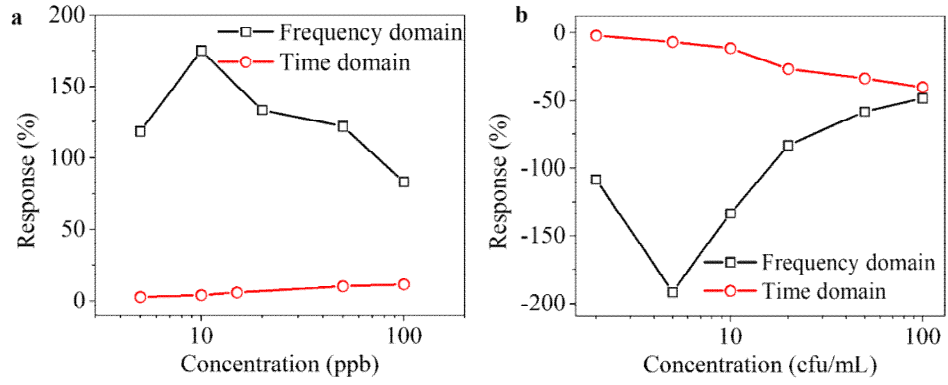 a
Frequency domain
Time domain
200
150
100
50
0
Response (%)
10
100
Concentration (ppb)
b
0
-50
-100
-150
-200
Response (%)
Frequency domain
Time domain
10
100
Concentration (cfu/mL)